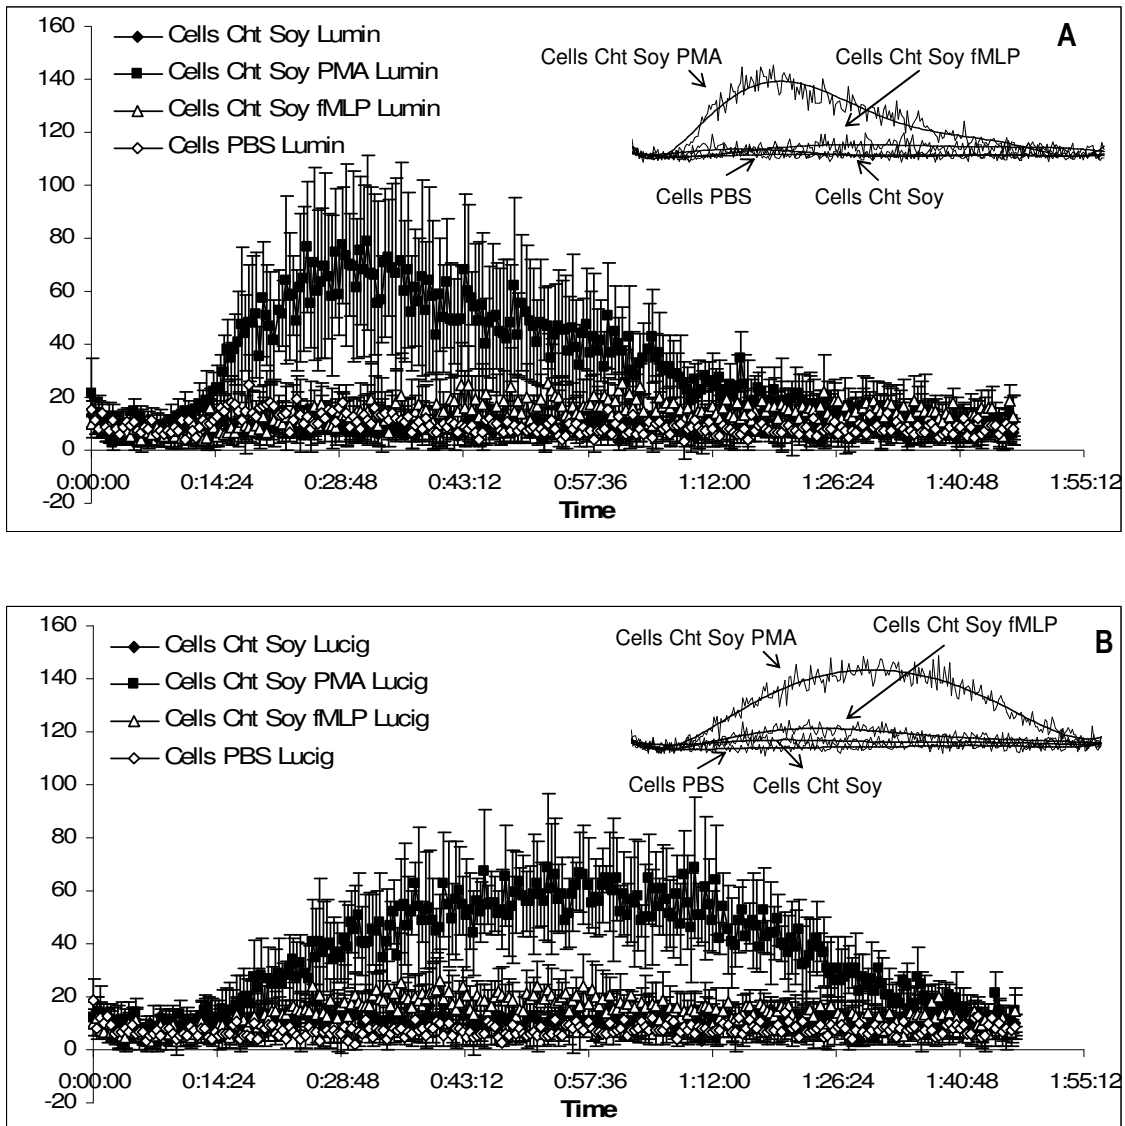 160
140
120
100
80
60
40
20
0
-20
Cells Cht Soy Lumin
Cells Cht Soy PMA Lumin
Cells Cht Soy fMLP Lumin
Cells PBS Lumin
A
Cells Cht Soy PMA
Cells Cht Soy fMLP
Cells PBS
Cells Cht Soy
0:00:00 0:14:24 0:28:48 0:43:12 0:57:36 1:12:00 1:26:24 1:40:48 1:55:12
Time
160
140
120
100
80
60
40
20
0
-20
Cells Cht Soy Lucig
Cells Cht Soy PMA Lucig
Cells Cht Soy fMLP Lucig
Cells PBS Lucig
B
Cells Cht Soy PMA
Cells Cht Soy fMLP
Cells PBS
Cells Cht Soy
0:00:00 0:14:24 0:28:48 0:43:12 0:57:36 1:12:00 1:26:24 1:40:48 1:55:12
Time